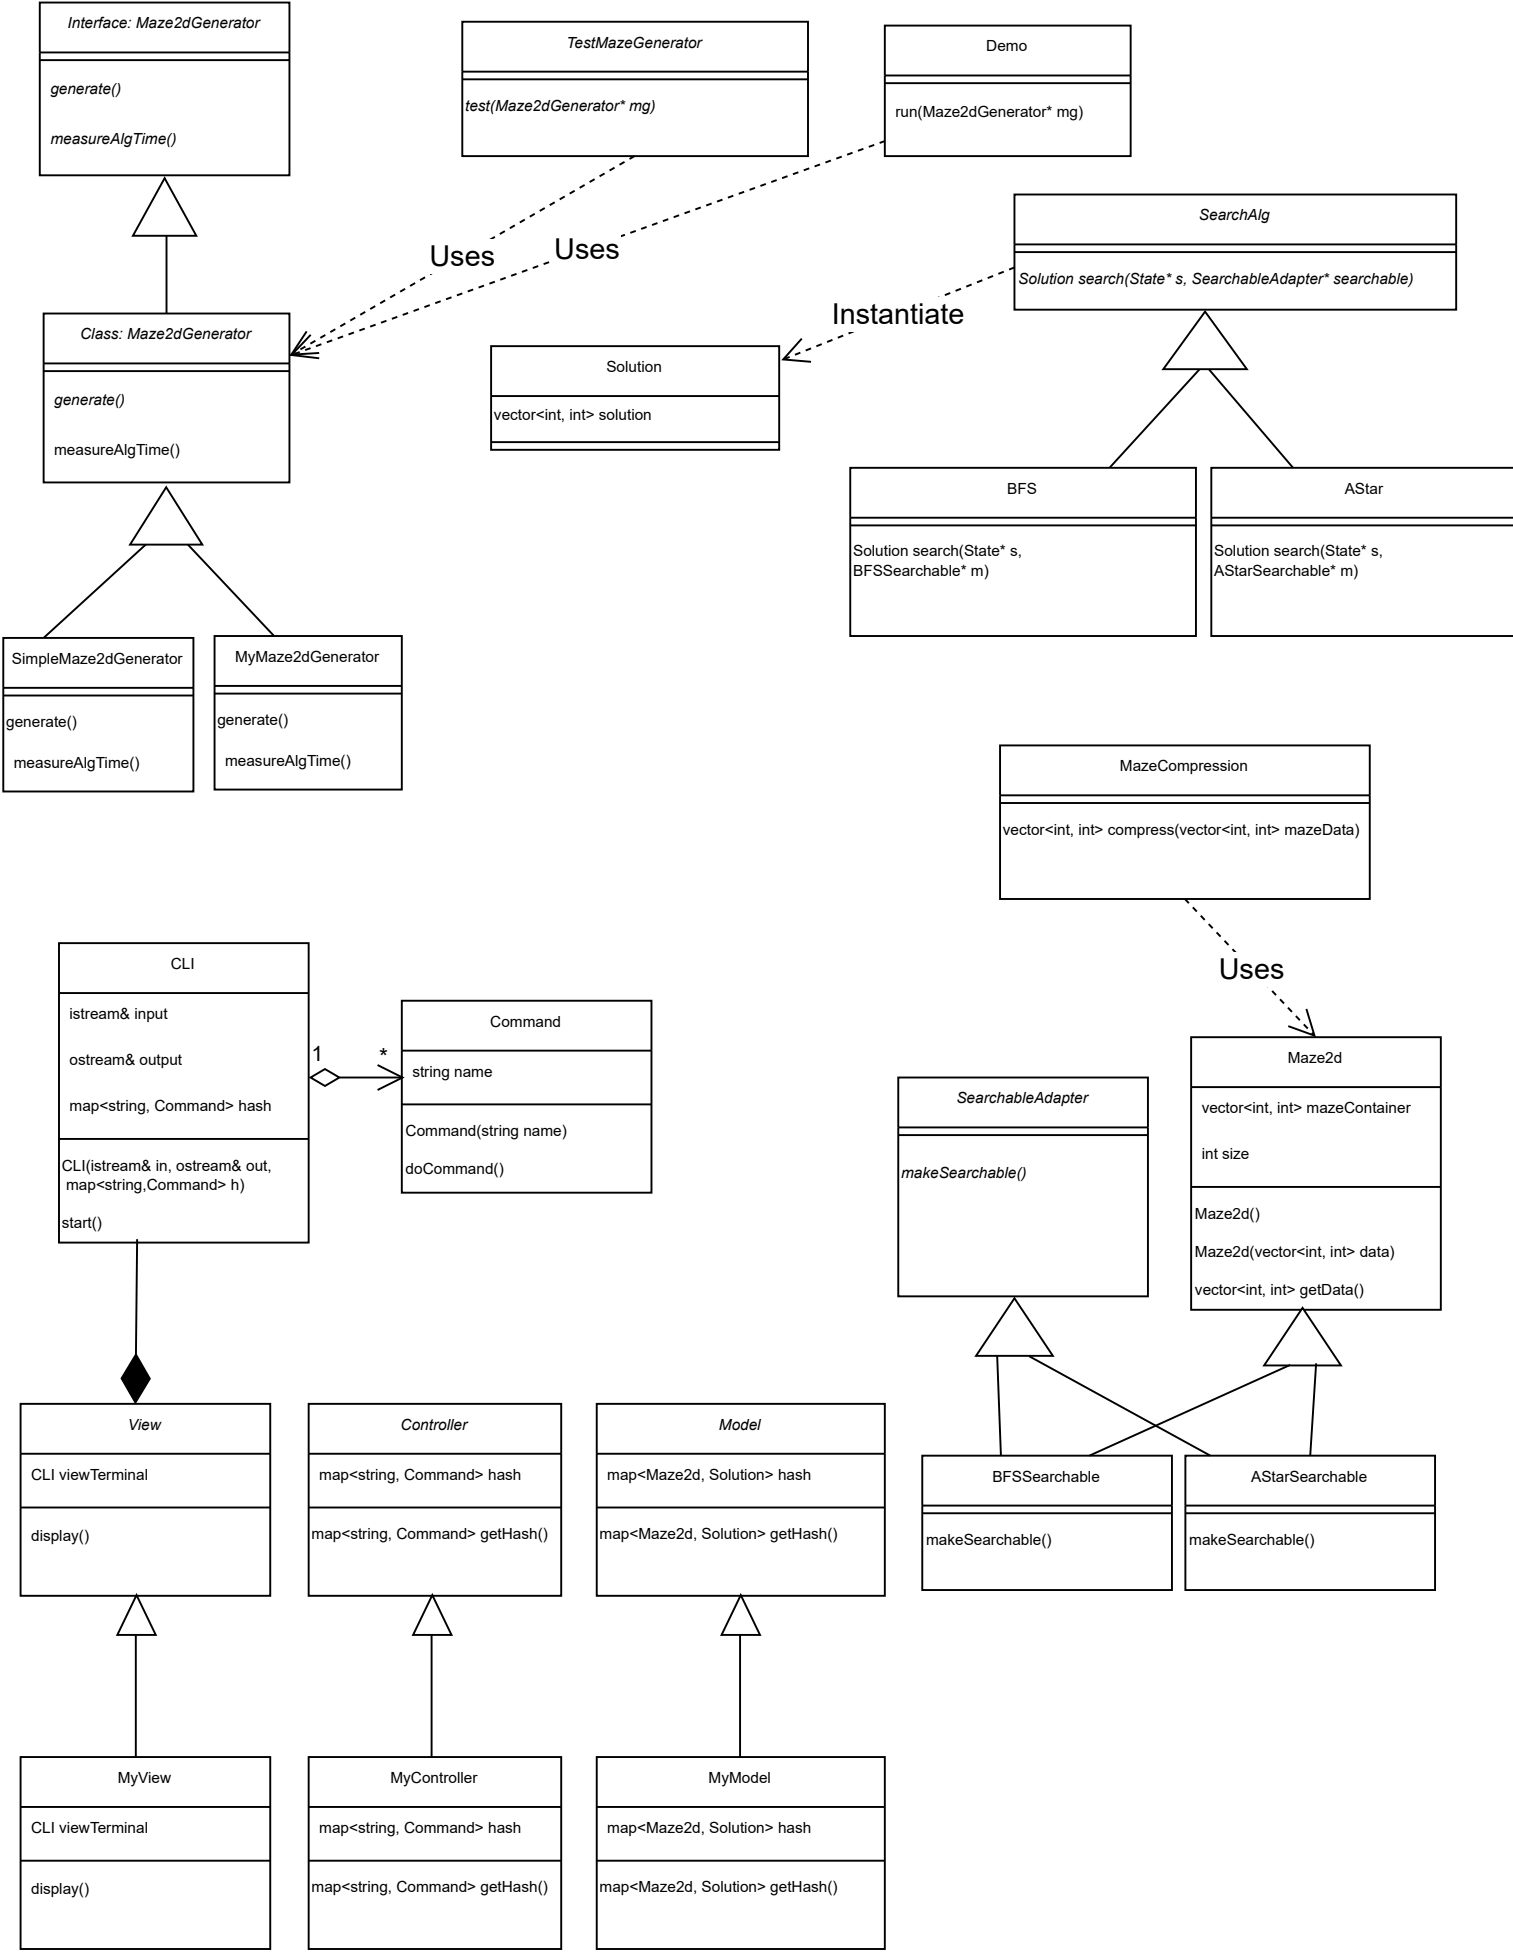 Interface: Maze2dGenerator
generate()
measureAlgTime()
TestMazeGenerator
test(Maze2dGenerator* mg)
Demo
run(Maze2dGenerator* mg)
Uses
Uses
SearchAlg
Solution search(State* s, SearchableAdapter* searchable)
Instantiate
Class: Maze2dGenerator
generate()
measureAlgTime()
Solution
vector<int, int> solution
BFS
Solution search(State* s,
BFSSearchable* m)
AStar
Solution search(State* s,
AStarSearchable* m)
SimpleMaze2dGenerator
generate()
measureAlgTime()
MyMaze2dGenerator
generate()
measureAlgTime()
MazeCompression
vector<int, int> compress(vector<int, int> mazeData)
Uses
CLI
istream& input
ostream& output
map<string, Command> hash
CLI(istream& in, ostream& out,
map<string,Command> h)
start()
1
*
Command
string name
Command(string name)
doCommand()
SearchableAdapter
makeSearchable()
Maze2d
vector<int, int> mazeContainer
int size
Maze2d()
Maze2d(vector<int, int> data)
vector<int, int> getData()
View
CLI viewTerminal
display()
Controller
map<string, Command> hash
map<string, Command> getHash()
Model
map<Maze2d, Solution> hash
map<Maze2d, Solution> getHash()
BFSSearchable
makeSearchable()
AStarSearchable
makeSearchable()
MyView
CLI viewTerminal
display()
MyController
map<string, Command> hash
map<string, Command> getHash()
MyModel
map<Maze2d, Solution> hash
map<Maze2d, Solution> getHash()